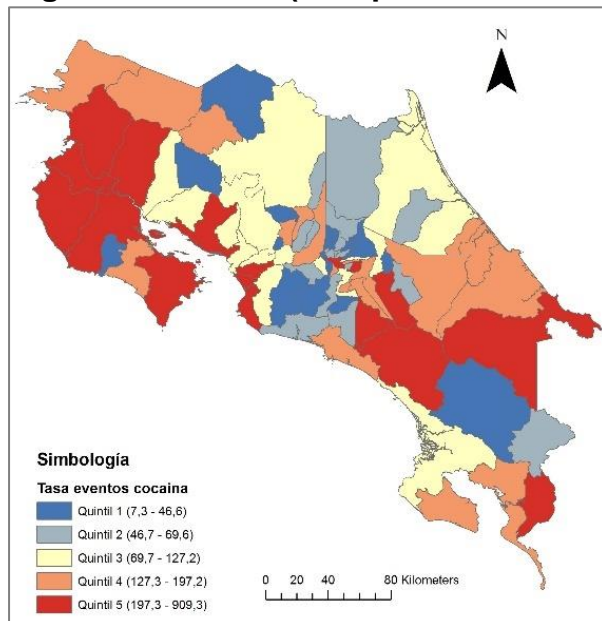 N
Simbología
Tasa eventos cocaina
Quintil 1 (7,3 - 46,6)
Quintil 2 (46,7 - 69,6)
Quintil 3 (69,7 - 127,2)
Quintil 4 (127,3 - 197,2)
Quintil 5 (197,3 - 909,3)
0 20 40 80 Kilometers